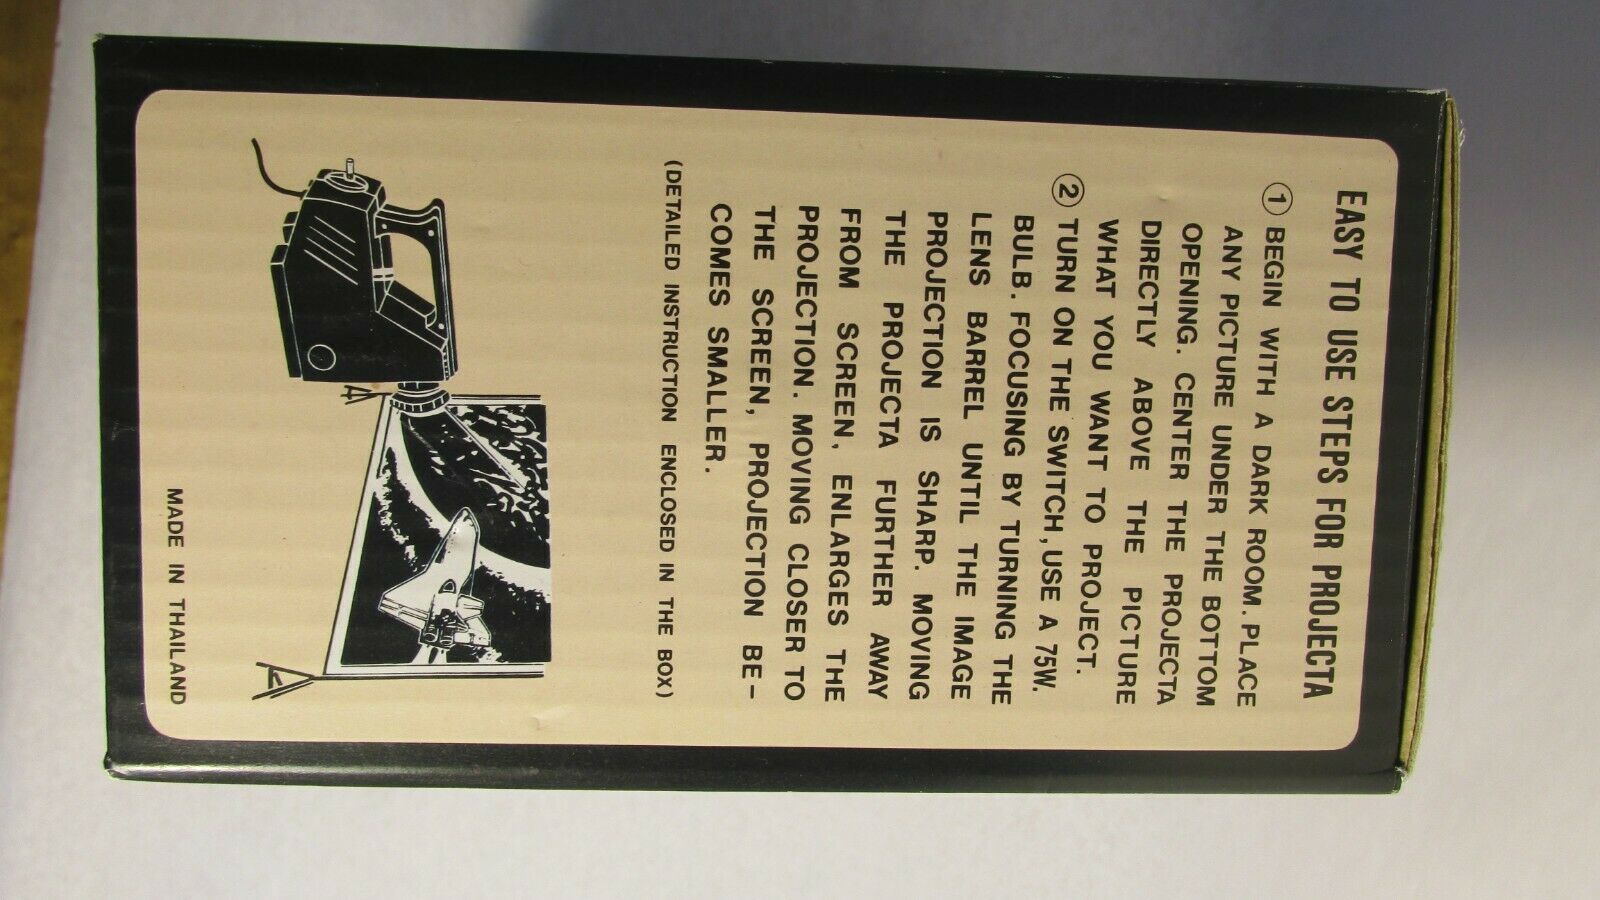 EASY TO USE STEPS FOR PROJECTA
① BEGIN WITH A DARK ROOM. PLACE
ANY PICTURE UNDER THE BOTTOM
OPENING. CENTER THE PROJECTA
DIRECTLY ABOVE THE PICTURE
WHAT YOU WANT TO PROJECT.
② TURN ON THE SWITCH, USE A 75W.
BULB. FOCUSING BY TURNING THE
LENS BARREL UNTIL THE IMAGE
PROJECTION IS SHARP. MOVING
THE PROJECTA FURTHER AWAY
FROM SCREEN, ENLARGES THE
PROJECTION. MOVING CLOSER TO
THE SCREEN, PROJECTION BE-
COMES SMALLER.
(DETAILED INSTRUCTION ENCLOSED IN THE BOX)
MADE IN THAILAND